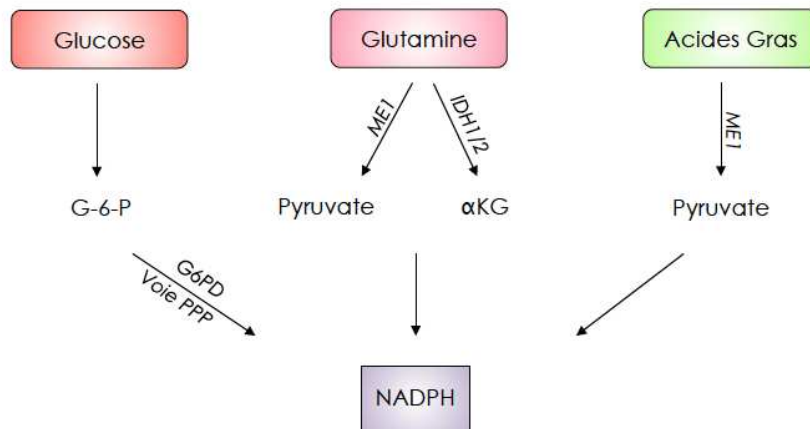 Glucose
Glutamine
Acides Gras
ME1
IDH1/2
ME1
G-6-P
Pyruvate
αKG
Pyruvate
G6PD
Voie PPP
NADPH